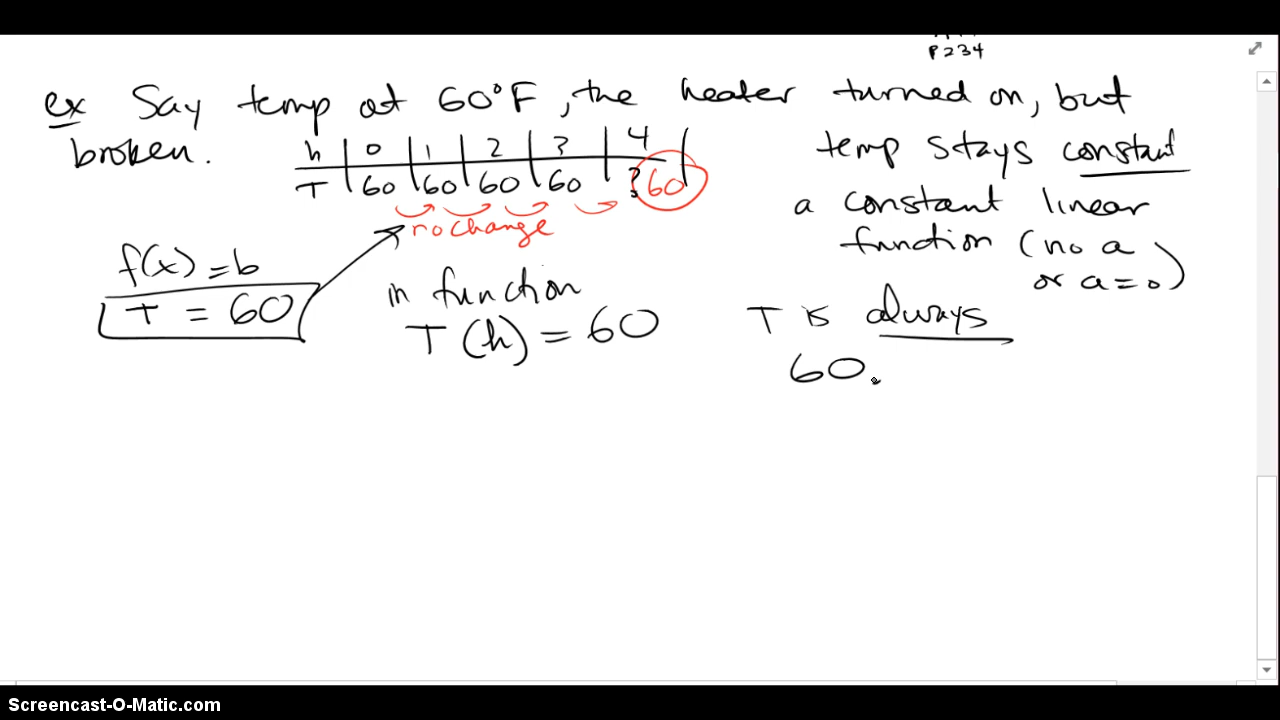 P234
ex Say temp at 60°F, the heater turned on, but
broken.
h 0 1 2 3 4
T 60 60 60 60 ? 60
no change
temp stays constant
a constant linear
function (no a
or a=0)
f(x) = b
T = 60
in function
T(h) = 60
T is always
60.
Screencast-O-Matic.com